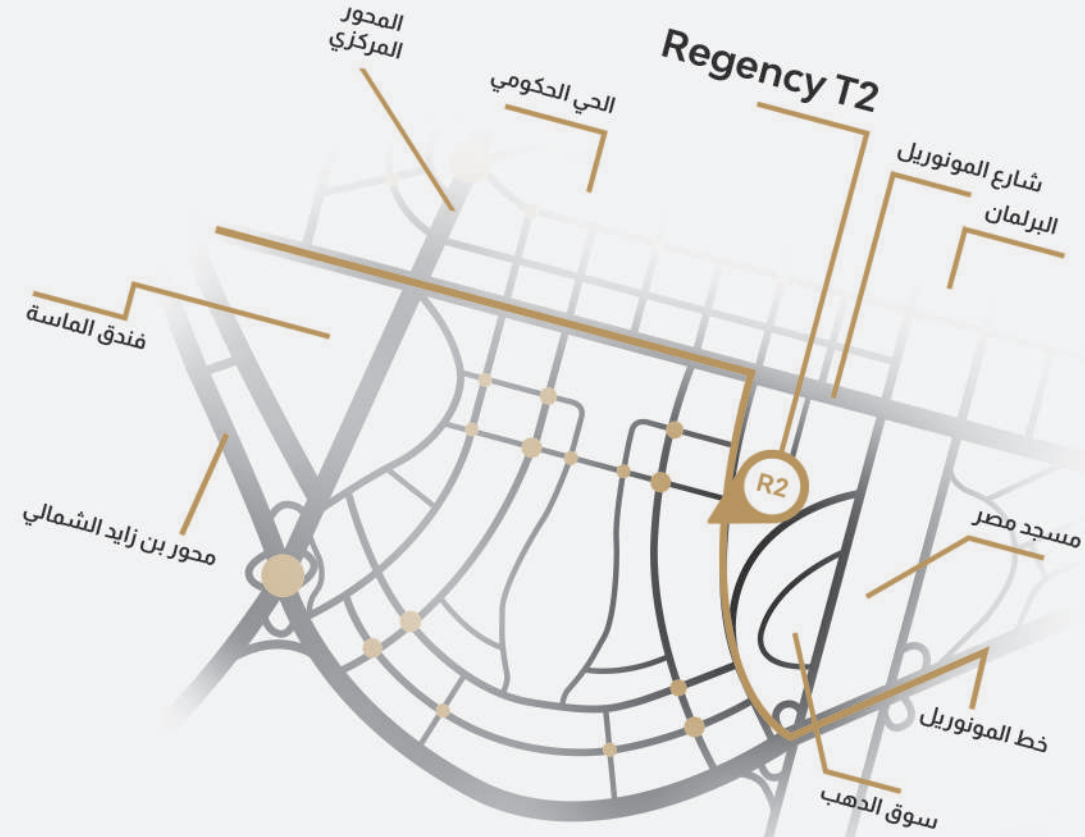 المحور
المركزي
الحي الحكومي
Regency T2
شارع المونوريل
البرلمان
فندق الماسة
R2
محور بن زايد الشمالي
مسجد مصر
خط المونوريل
سوق الدهب